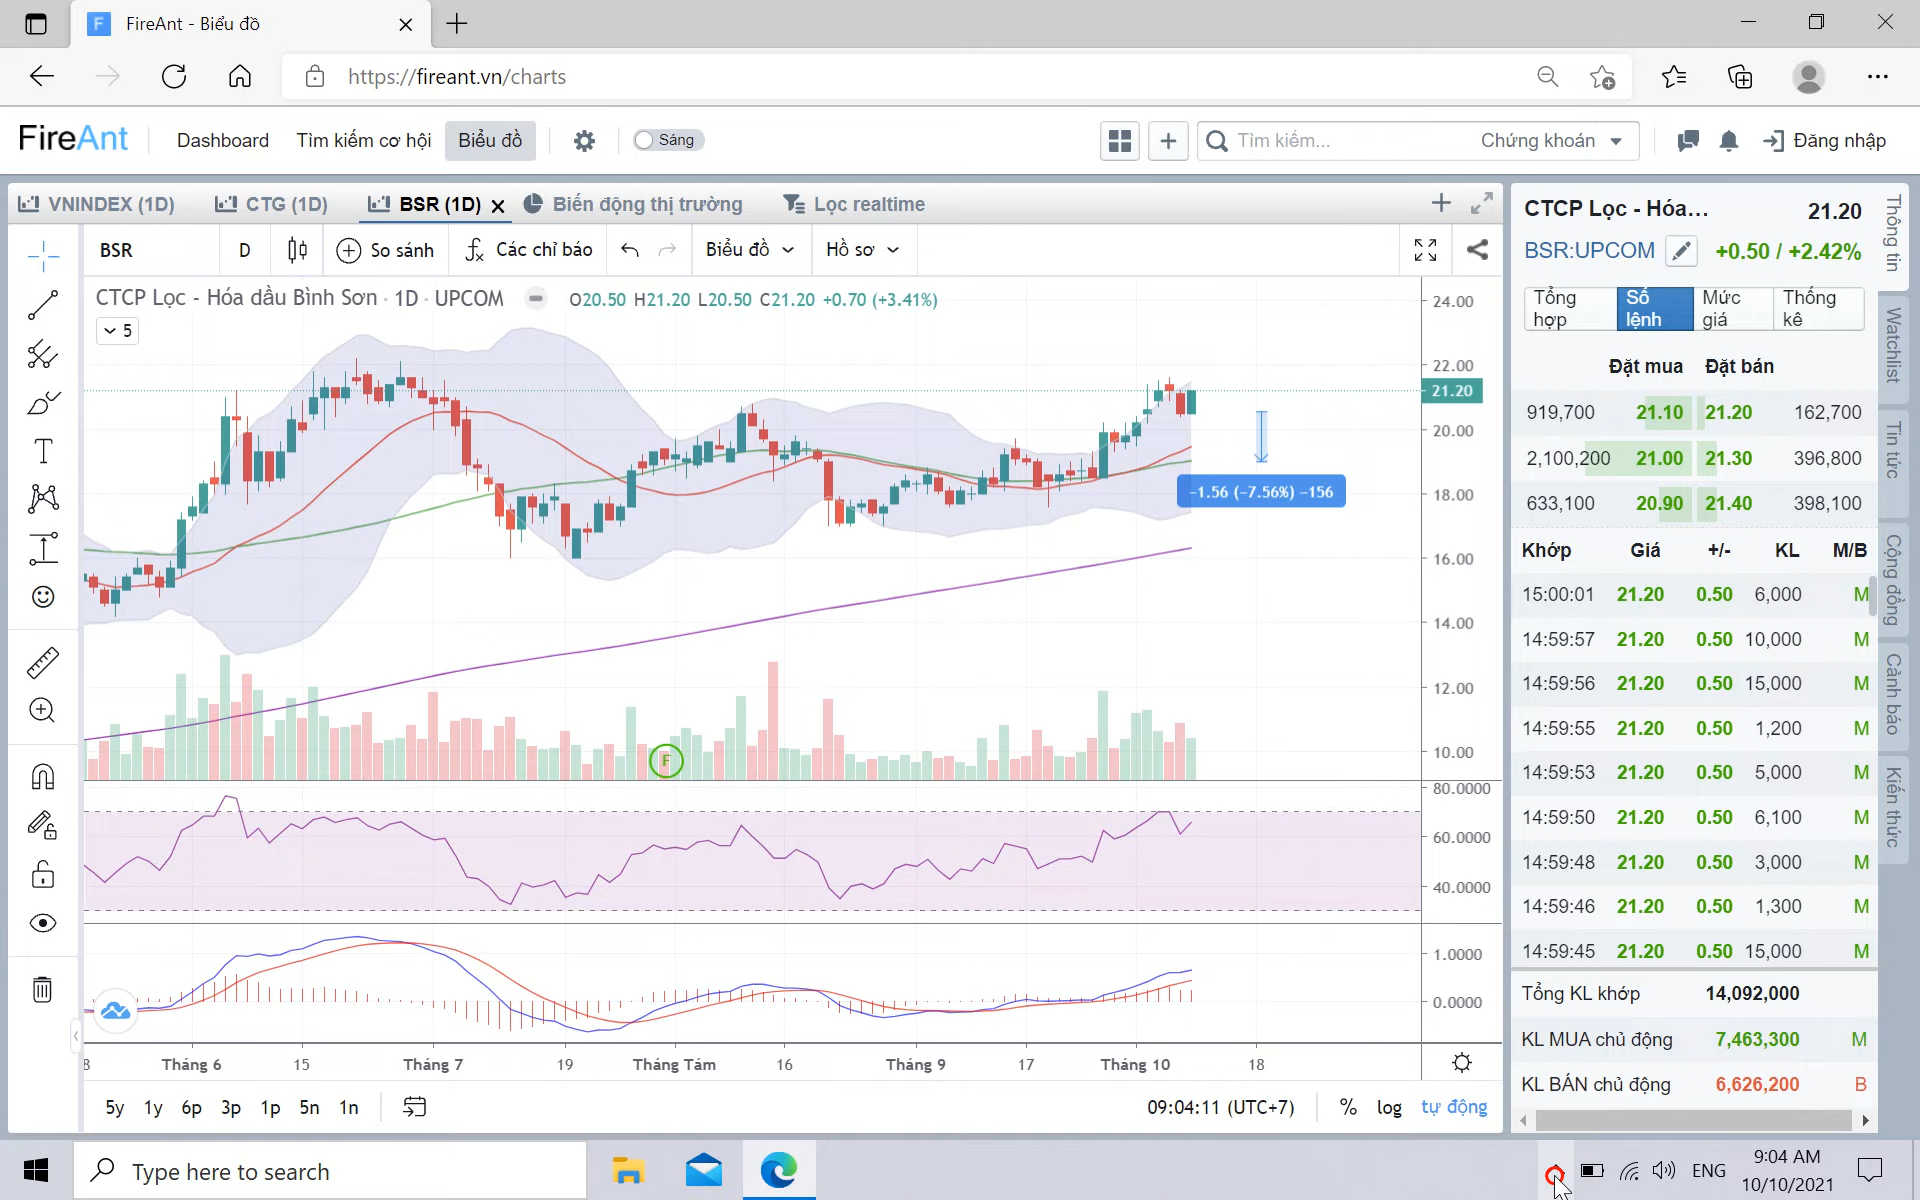 FireAnt - Biểu đồ
https://fireant.vn/charts
FireAnt
Dashboard
Tìm kiếm cơ hội
Biểu đồ
Sáng
Tìm kiếm...
Chứng khoán
Đăng nhập
VNINDEX (1D)
CTG (1D)
BSR (1D)
Biến động thị trường
Lọc realtime
BSR
D
So sánh
Các chỉ báo
Biểu đồ
Hồ sơ
CTCP Lọc - Hóa dầu Bình Sơn · 1D · UPCOM
O20.50 H21.20 L20.50 C21.20 +0.70 (+3.41%)
5
24.00
22.00
21.20
20.00
18.00
16.00
14.00
12.00
10.00
−1.56 (−7.56%) −156
F
80.0000
60.0000
40.0000
1.0000
0.0000
8
Tháng 6
15
Tháng 7
19
Tháng Tám
16
Tháng 9
17
Tháng 10
18
5y 1y 6p 3p 1p 5n 1n
09:04:11 (UTC+7)
% log tự động
CTCP Lọc - Hóa...
21.20
BSR:UPCOM
+0.50 / +2.42%
Tổng hợp
Sổ lệnh
Mức giá
Thống kê
Đặt mua Đặt bán
919,700 21.10 21.20 162,700
2,100,200 21.00 21.30 396,800
633,100 20.90 21.40 398,100
Khớp Giá +/- KL M/B
15:00:01 21.20 0.50 6,000 M
14:59:57 21.20 0.50 10,000 M
14:59:56 21.20 0.50 15,000 M
14:59:55 21.20 0.50 1,200 M
14:59:53 21.20 0.50 5,000 M
14:59:50 21.20 0.50 6,100 M
14:59:48 21.20 0.50 3,000 M
14:59:46 21.20 0.50 1,300 M
14:59:45 21.20 0.50 15,000 M
Tổng KL khớp 14,092,000
KL MUA chủ động 7,463,300 M
KL BÁN chủ động 6,626,200 B
Thông tin
Watchlist
Tin tức
Cộng đồng
Cảnh báo
Kiến thức
Type here to search
ENG
9:04 AM
10/10/2021